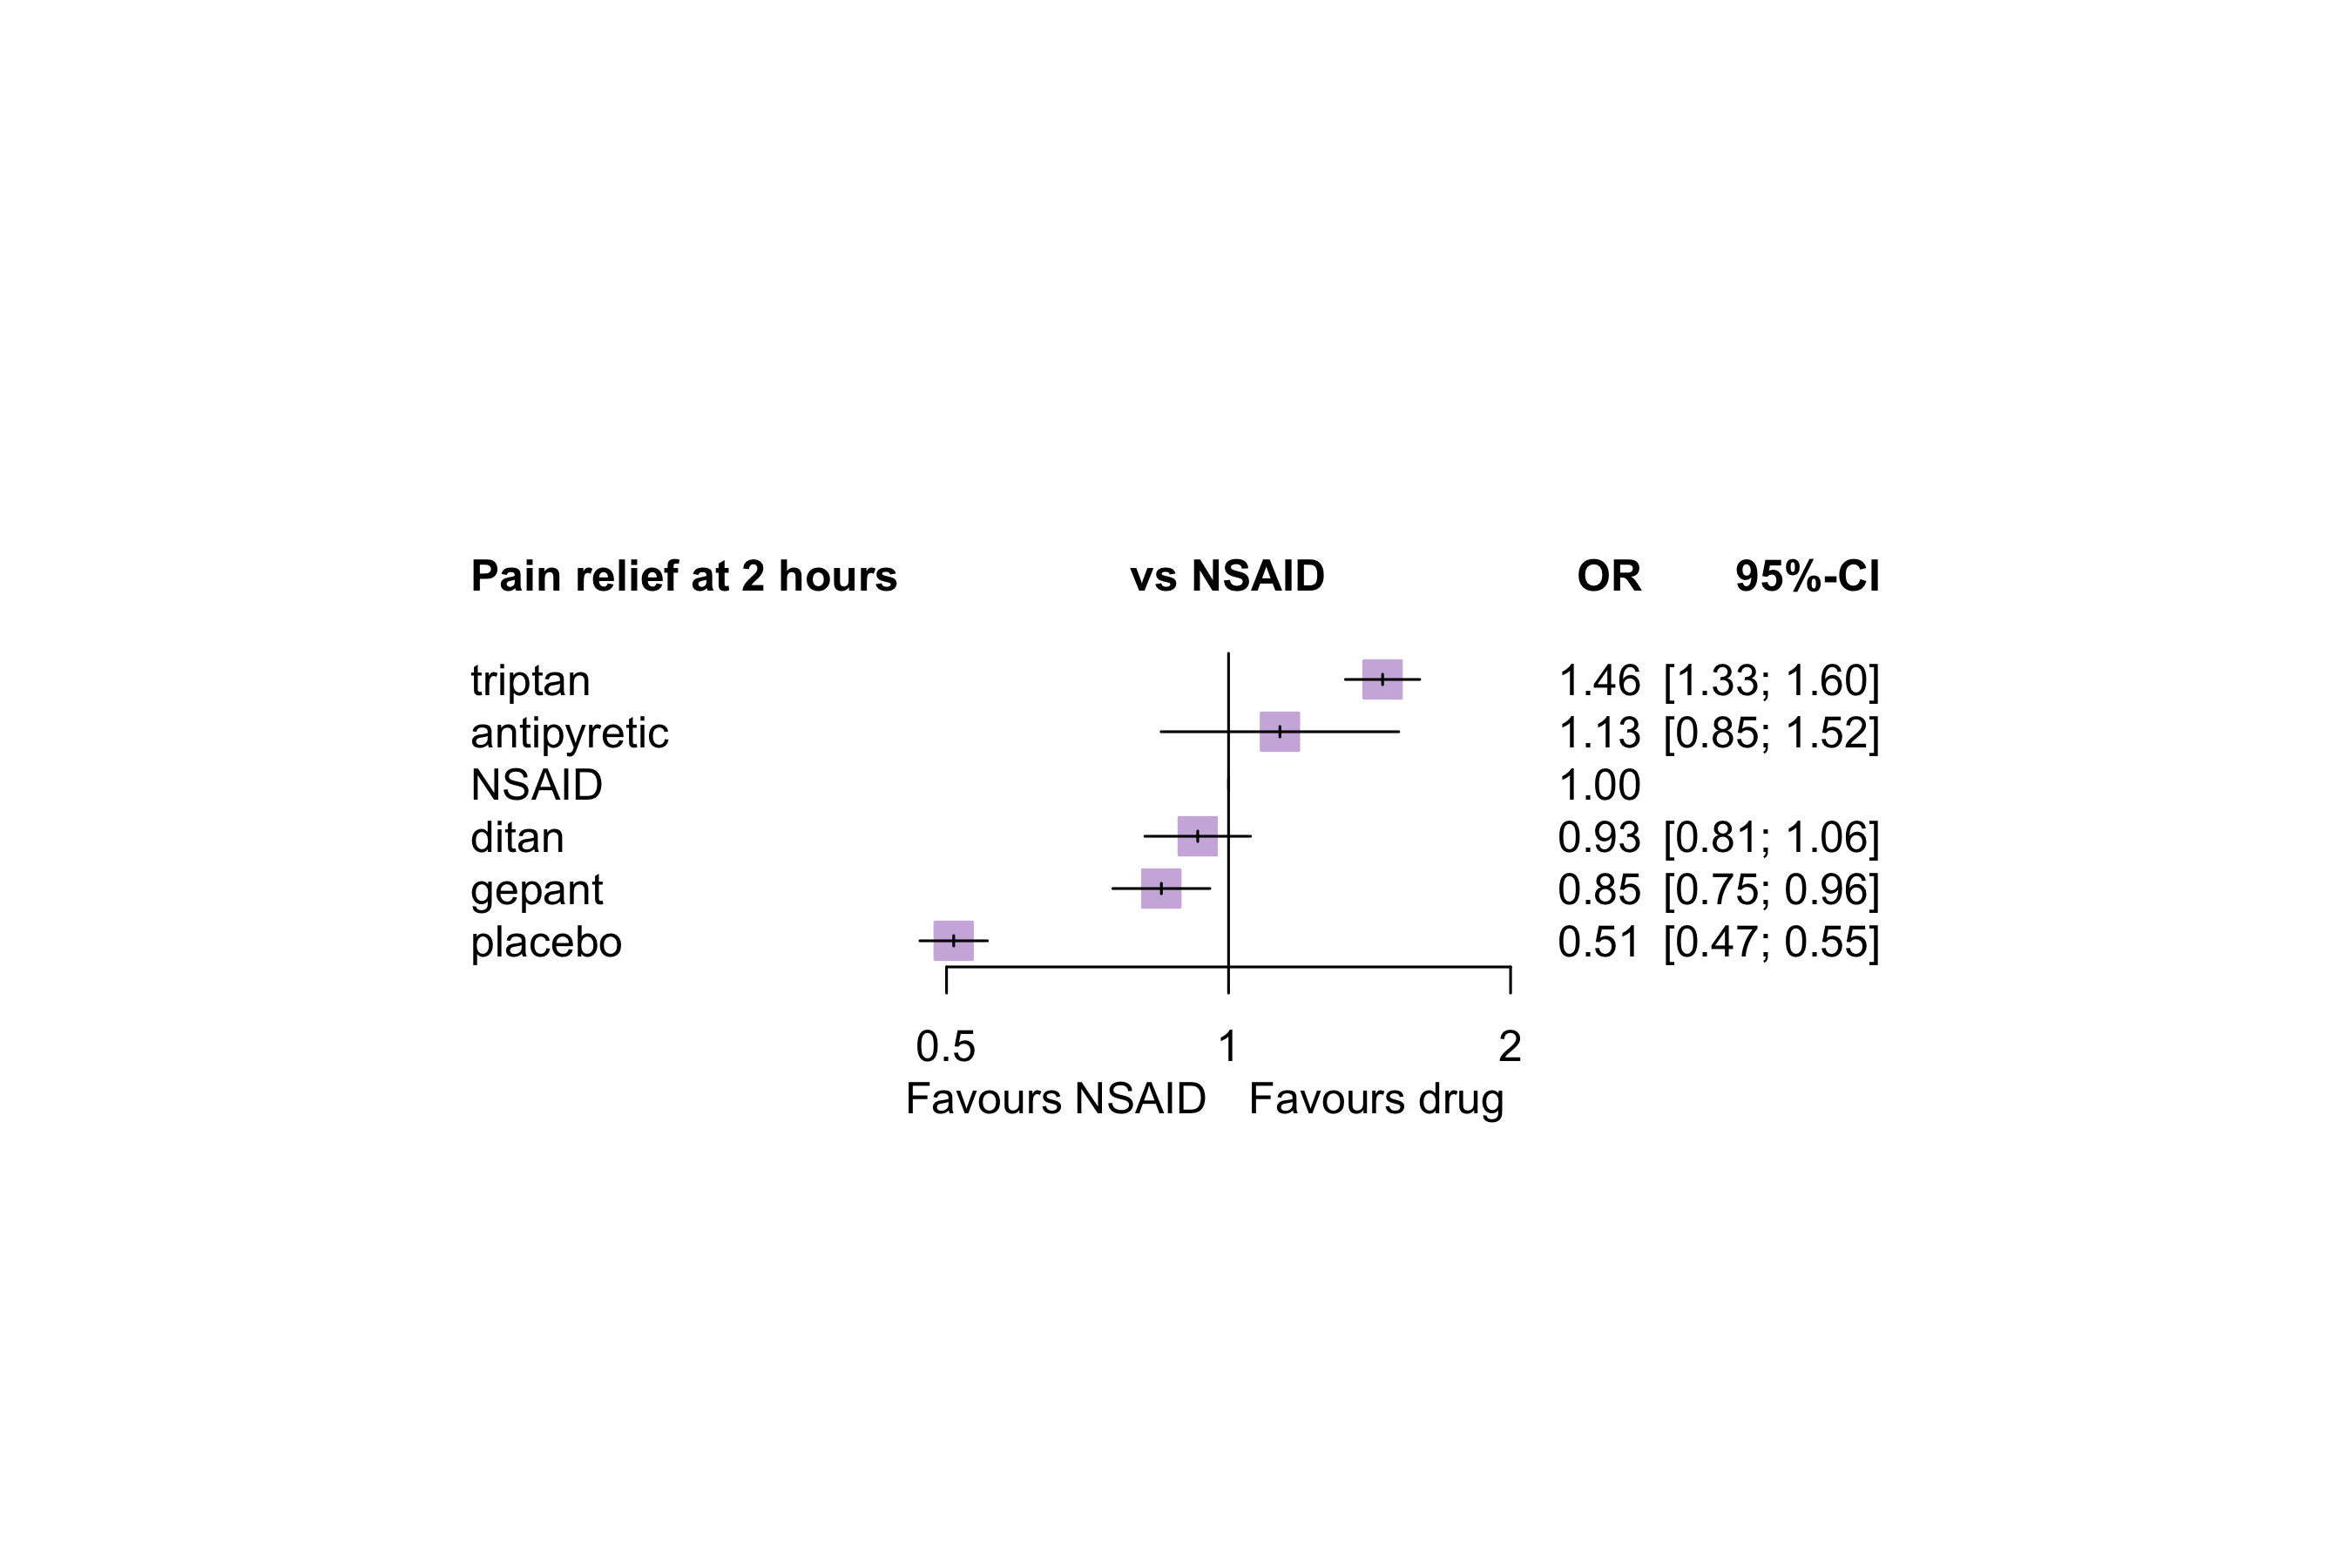 Pain relief at 2 hours vs NSAID OR 95%-CI
triptan 1.46 [1.33; 1.60]
antipyretic 1.13 [0.85; 1.52]
NSAID 1.00
ditan 0.93 [0.81; 1.06]
gepant 0.85 [0.75; 0.96]
placebo 0.51 [0.47; 0.55]
0.5 1 2
Favours NSAID Favours drug